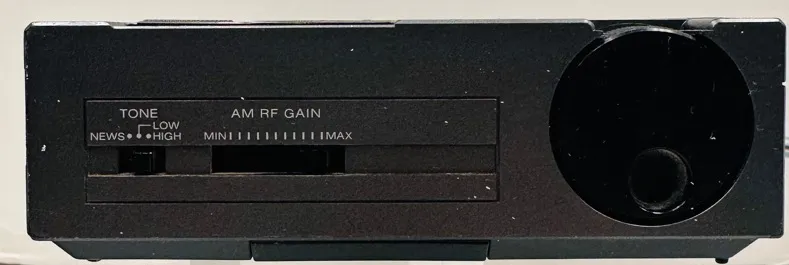 TONE
LOW
NEWS HIGH
AM RF GAIN
MIN MAX